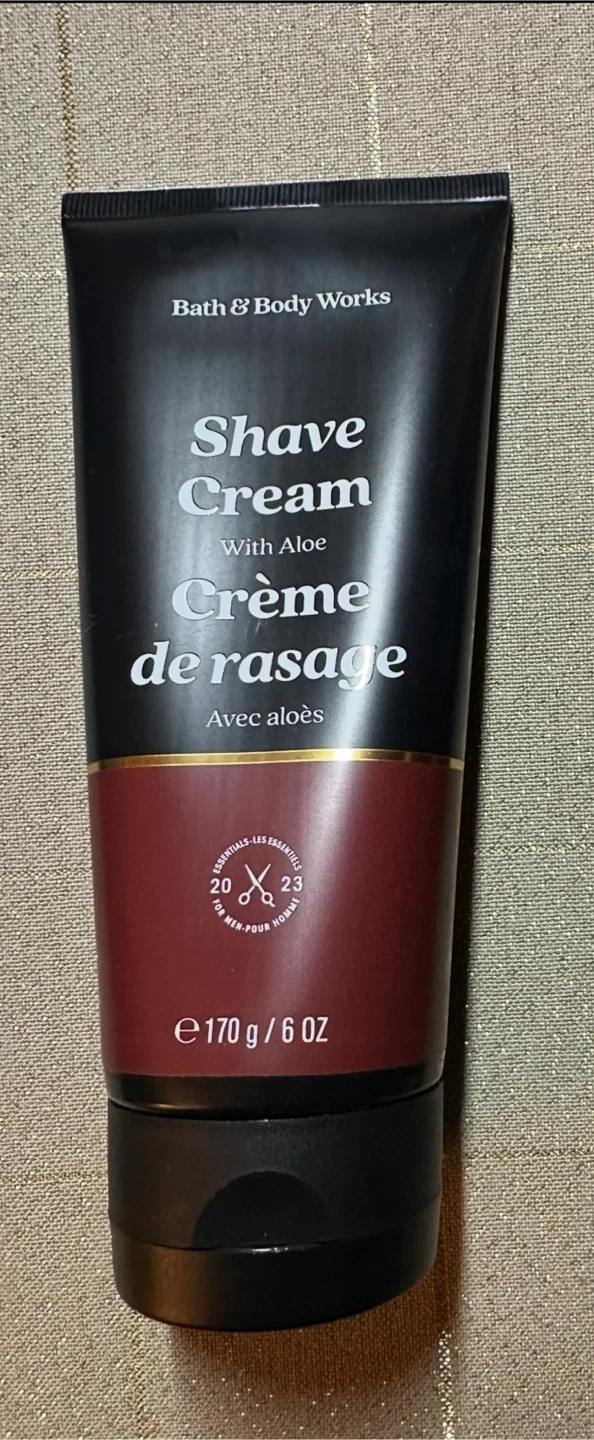 Bath & Body Works
Shave
Cream
With Aloe
Crème
de rasage
Avec aloès
ESSENTIALS-LES ESSENTIELS
20 23
FOR MEN-POUR HOMME
℮ 170 g / 6 OZ